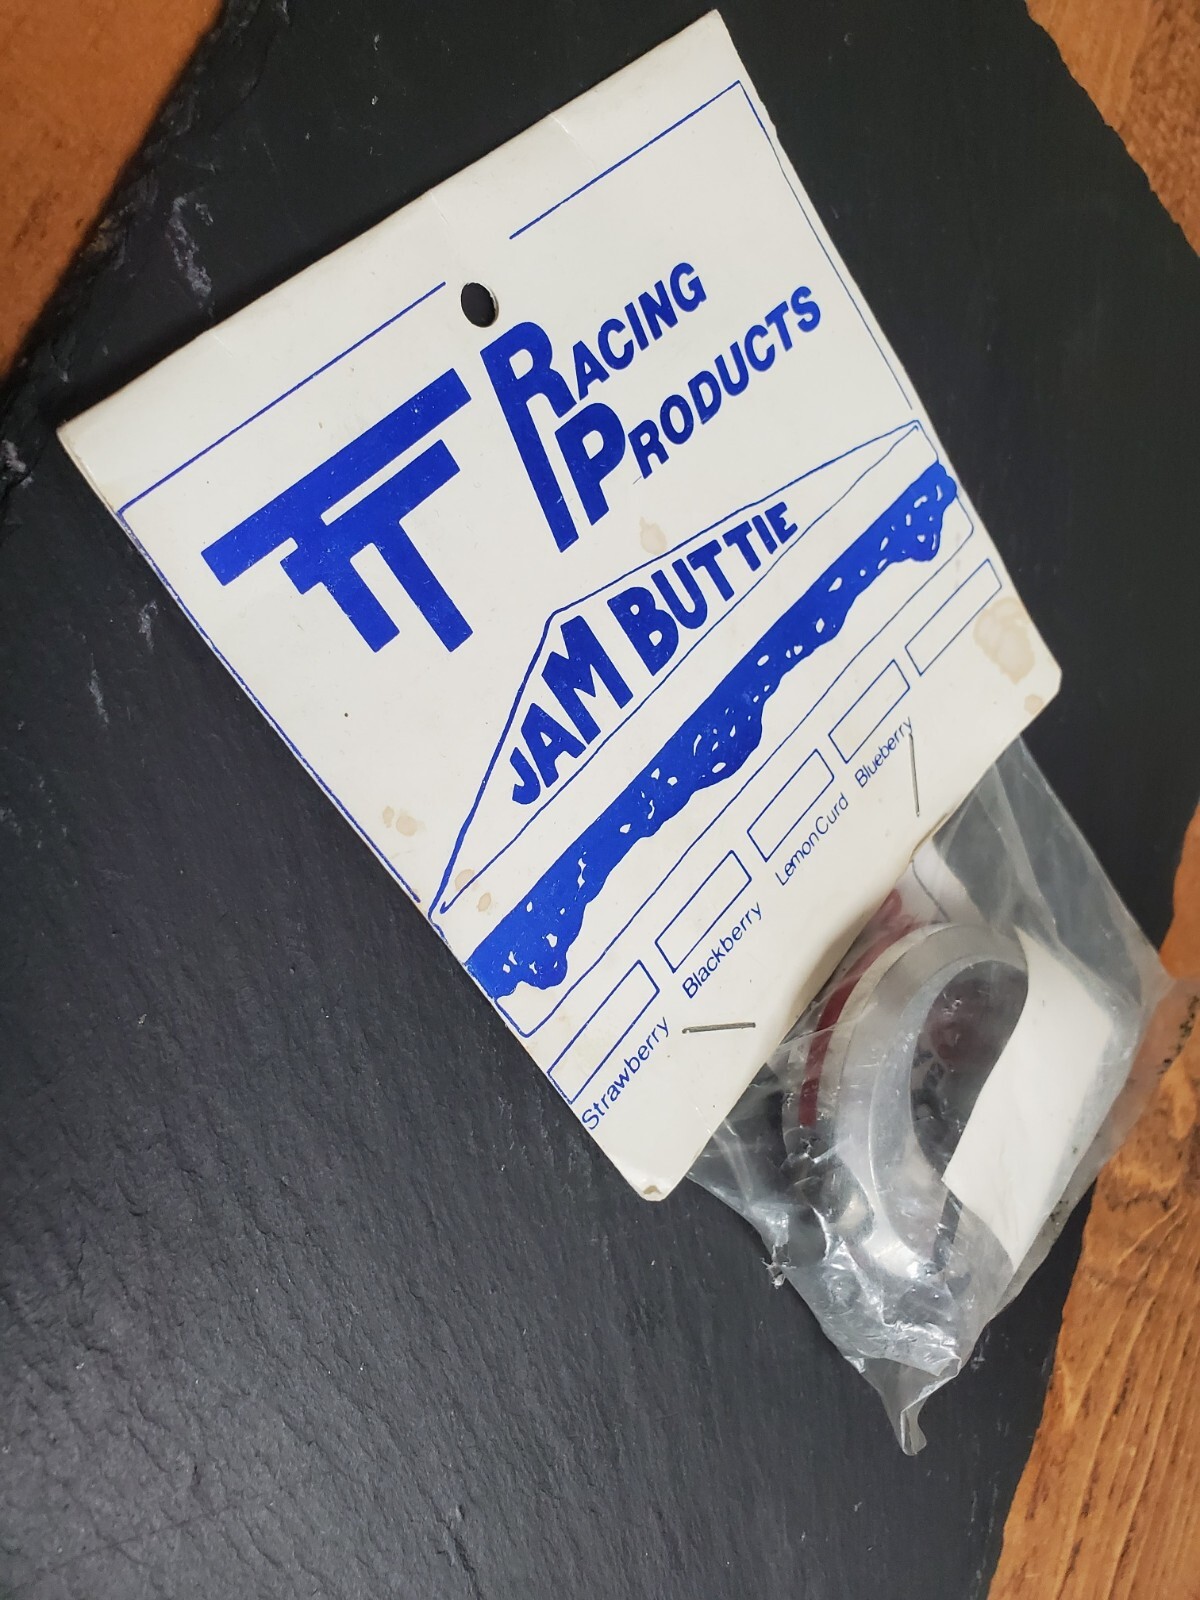 TT RACING
PRODUCTS
JAM BUTTIE
Strawberry
Blackberry
Lemon Curd
Blueberry